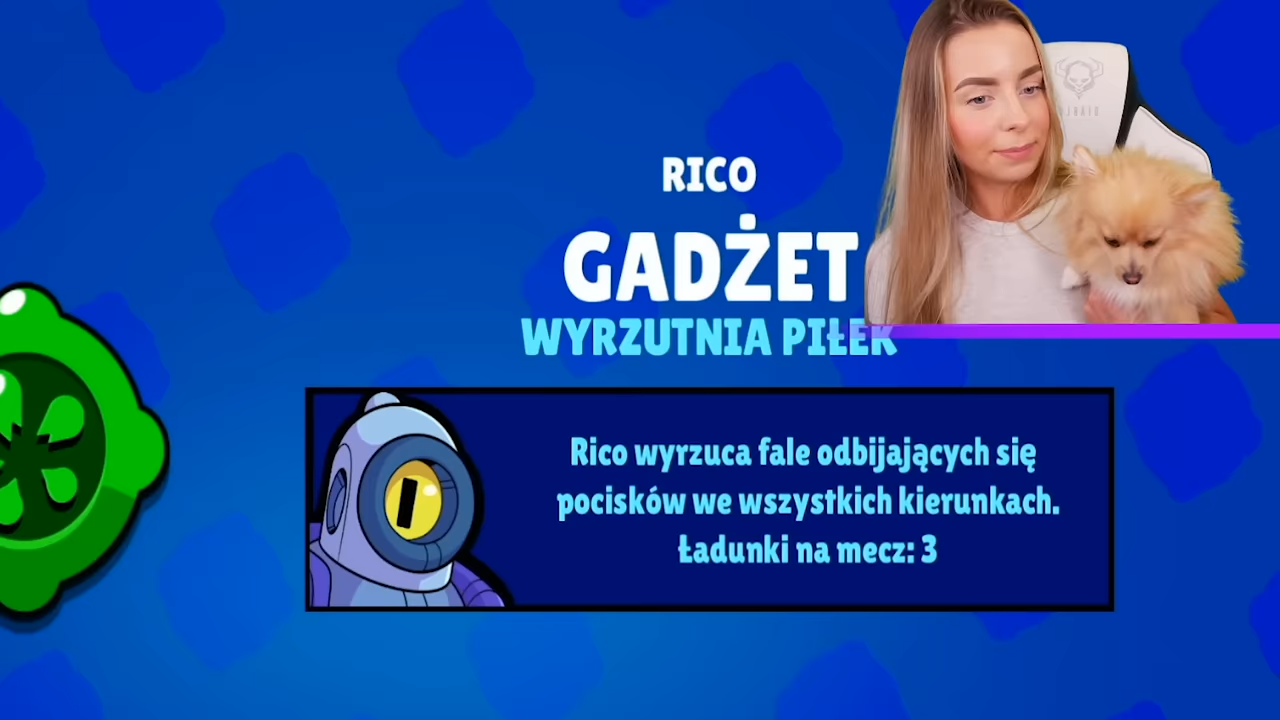 RICO
GADŻET
WYRZUTNIA PIŁEK
Rico wyrzuca fale odbijających się
pocisków we wszystkich kierunkach.
Ładunki na mecz: 3